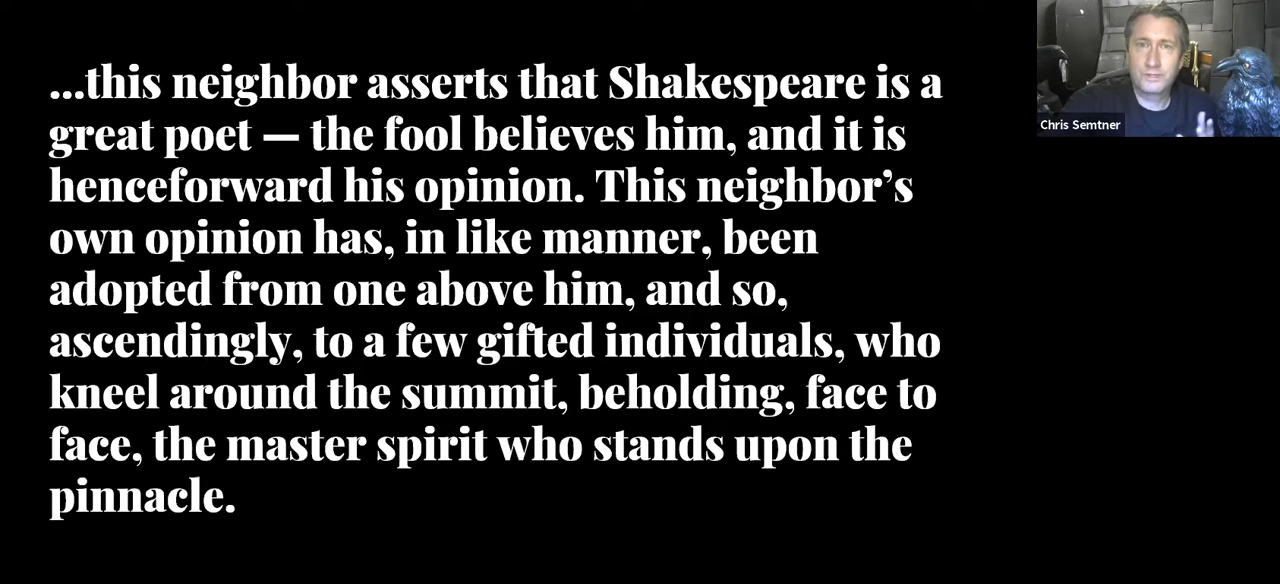 ...this neighbor asserts that Shakespeare is a
great poet — the fool believes him, and it is
henceforward his opinion. This neighbor’s
own opinion has, in like manner, been
adopted from one above him, and so,
ascendingly, to a few gifted individuals, who
kneel around the summit, beholding, face to
face, the master spirit who stands upon the
pinnacle.
Chris Semtner